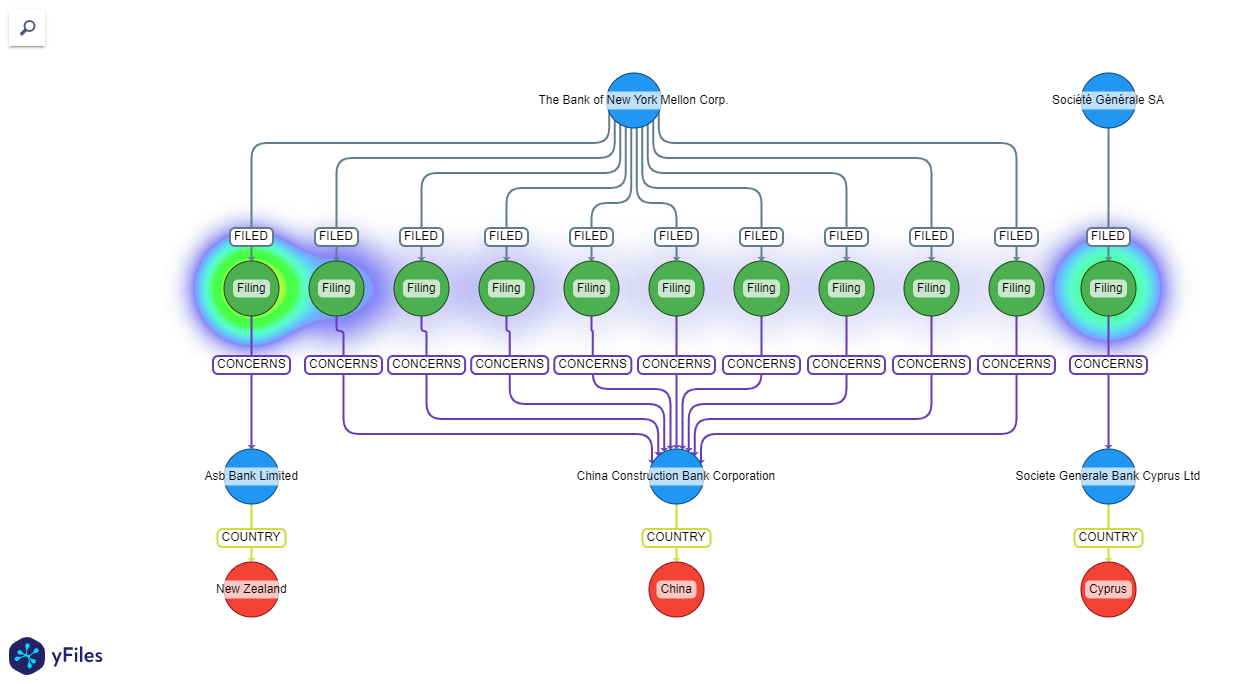 The Bank of New York Mellon Corp.
Société Générale SA
FILED
FILED
FILED
FILED
FILED
FILED
FILED
FILED
FILED
FILED
FILED
Filing
Filing
Filing
Filing
Filing
Filing
Filing
Filing
Filing
Filing
Filing
CONCERNS
CONCERNS
CONCERNS
CONCERNS
CONCERNS
CONCERNS
CONCERNS
CONCERNS
CONCERNS
CONCERNS
CONCERNS
Asb Bank Limited
China Construction Bank Corporation
Societe Generale Bank Cyprus Ltd
COUNTRY
COUNTRY
COUNTRY
New Zealand
China
Cyprus
yFiles